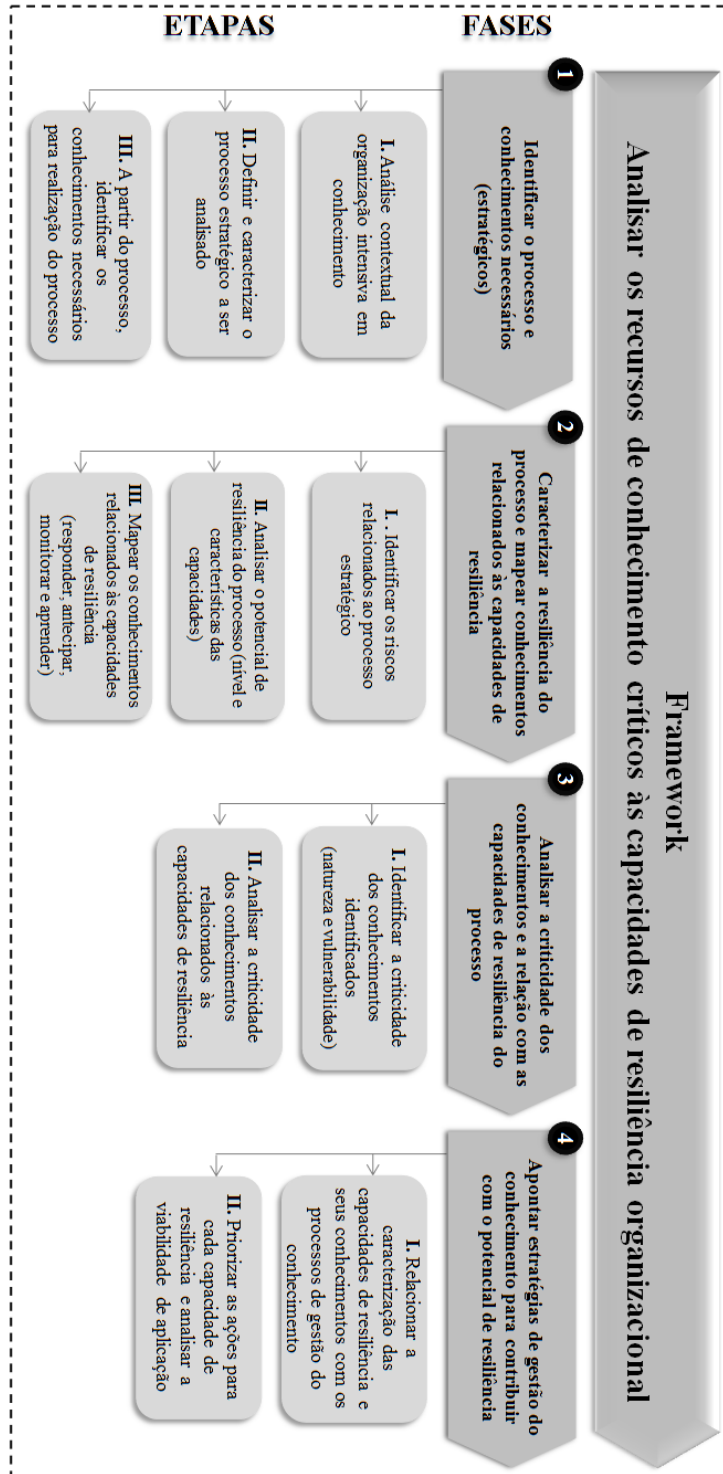 Framework
Analisar os recursos de conhecimento críticos às capacidades de resiliência organizacional
FASES
1
Identificar o processo e
conhecimentos necessários
(estratégicos)
2
Caracterizar a resiliência do
processo e mapear conhecimentos
relacionados às capacidades de
resiliência
3
Analisar a criticidade dos
conhecimentos e a relação com as
capacidades de resiliência do
processo
4
Apontar estratégias de gestão do
conhecimento para contribuir
com o potencial de resiliência
ETAPAS
I. Análise contextual da
organização intensiva em
conhecimento
II. Definir e caracterizar o
processo estratégico a ser
analisado
III. A partir do processo,
identificar os
conhecimentos necessários
para realização do processo
I. . Identificar os riscos
relacionados ao processo
estratégico
II. Analisar o potencial de
resiliência do processo (nível e
características das
capacidades)
III. Mapear os conhecimentos
relacionados às capacidades
de resiliência
(responder, antecipar,
monitorar e aprender)
I. Identificar a criticidade
dos conhecimentos
identificados
(natureza e vulnerabilidade)
II. Analisar a criticidade
dos conhecimentos
relacionados às
capacidades de resiliência
I. Relacionar a
caracterização das
capacidades de resiliência e
seus conhecimentos com os
processos de gestão do
conhecimento
II. Priorizar as ações para
cada capacidade de
resiliência e analisar a
viabilidade de aplicação